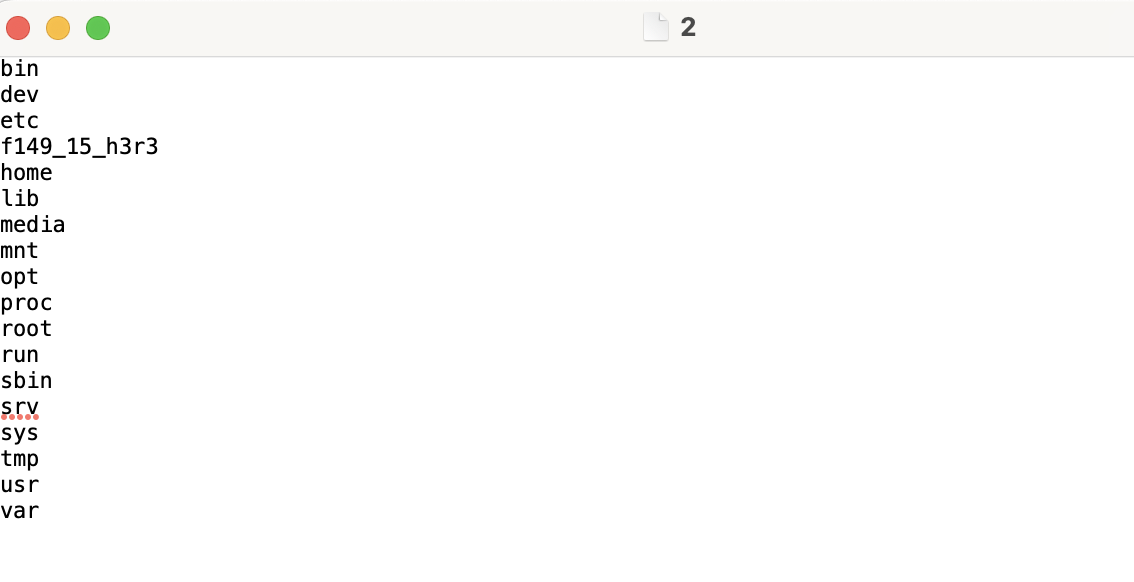 2
bin
dev
etc
f149_15_h3r3
home
lib
media
mnt
opt
proc
root
run
sbin
srv
sys
tmp
usr
var